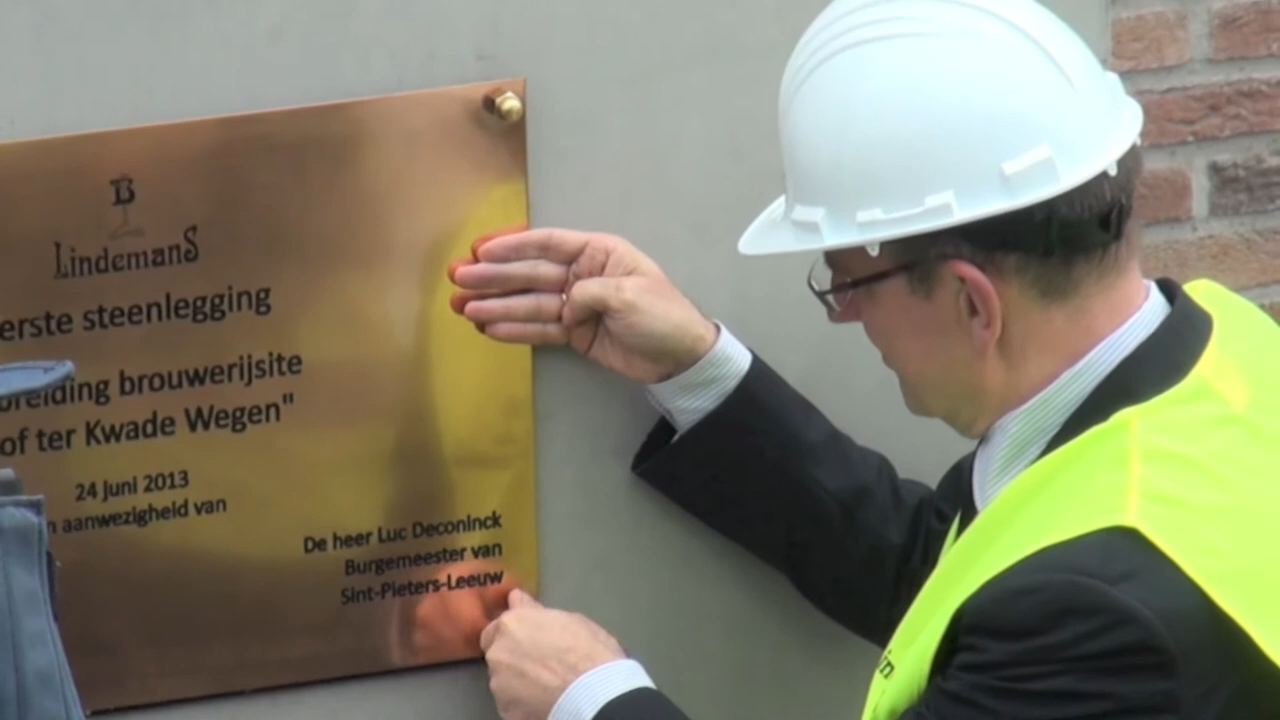 B
LindemanS
erste steenlegging
breiding brouwerijsite
of ter Kwade Wegen"
24 juni 2013
n aanwezigheid van
De heer Luc Deconinck
Burgemeester van
Sint-Pieters-Leeuw
in